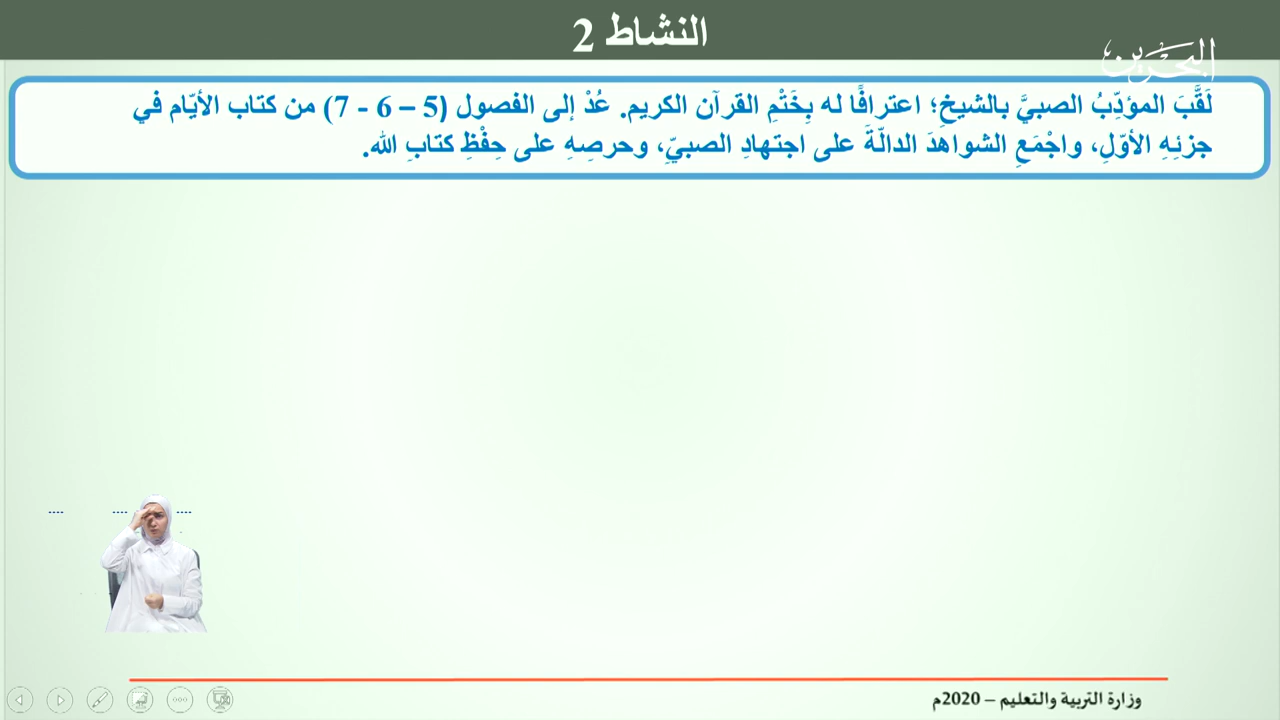 النشاط 2
البحرين
لَقَّبَ المؤدِّبُ الصبيَّ بالشيخِ؛ اعترافًا له بِخَتْمِ القرآن الكريم. عُدْ إلى الفصول (5 – 6 - 7) من كتاب الأيّام في
جزئِهِ الأوّلِ، واجْمَعِ الشواهدَ الدالّةَ على اجتهادِ الصبيّ، وحرصِهِ على حِفْظِ كتابِ الله.
وزارة التربية والتعليم – 2020م